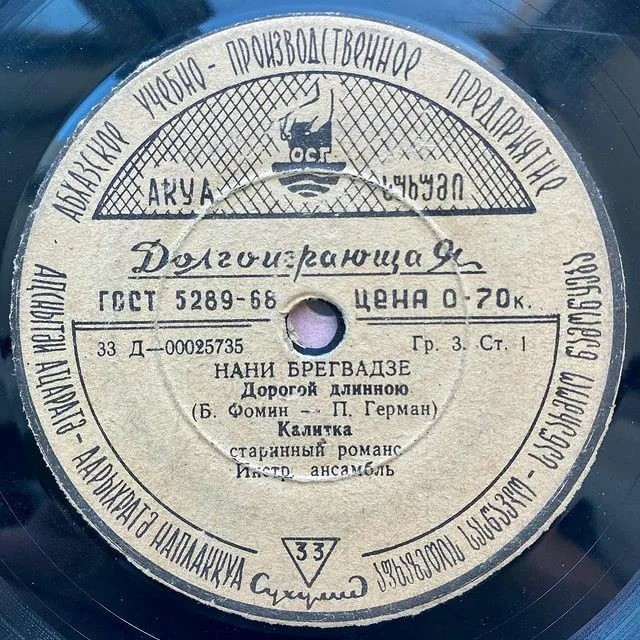 АБХАЗСКОЕ УЧЕБНО-ПРОИЗВОДСТВЕННОЕ ПРЕДПРИЯТИЕ
ОСГ
АКУА
სოხუმი
ДолгоиграющаЯ
ГОСТ 5289-68
ЦЕНА 0-70к.
33 Д—00025735
Гр. 3. Ст. 1
НАНИ БРЕГВАДЗЕ
Дорогой длинною
(Б. Фомин — П. Герман)
Калитка
старинный романс
Инстр. ансамбль
33
Сухуми